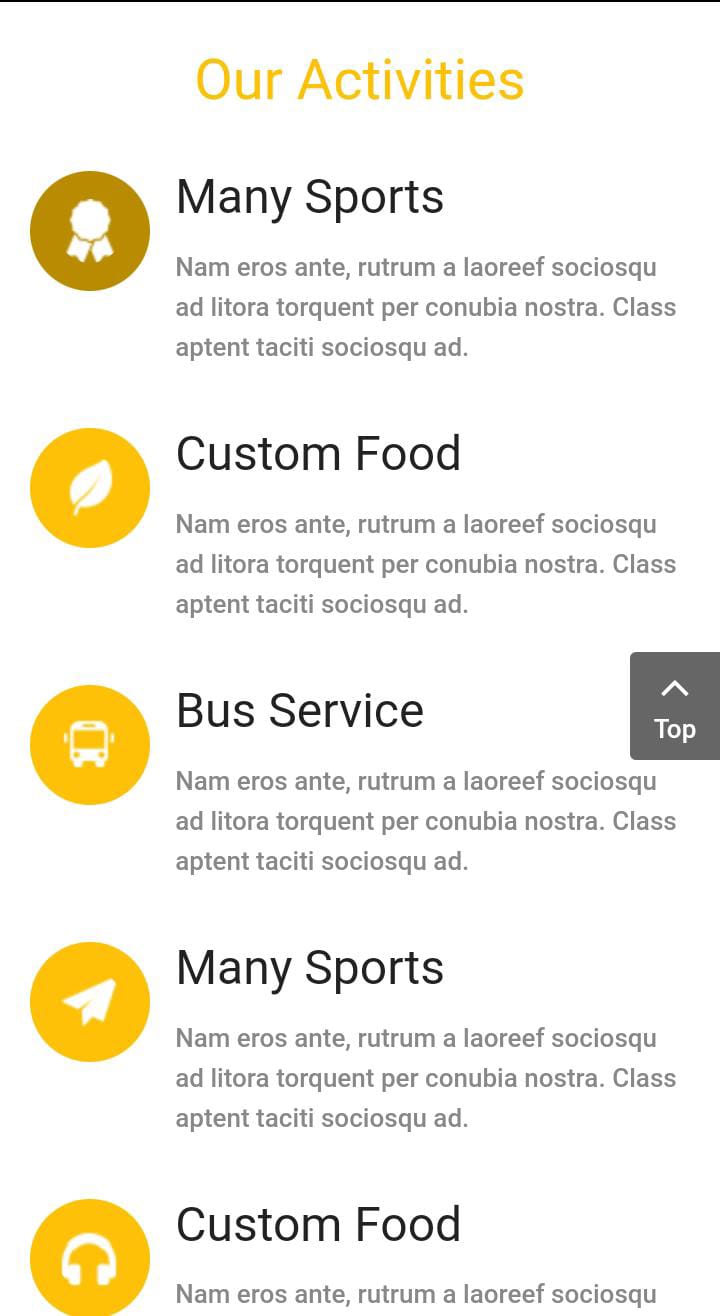 Our Activities
Many Sports
Nam eros ante, rutrum a laoreef sociosqu
ad litora torquent per conubia nostra. Class
aptent taciti sociosqu ad.
Custom Food
Nam eros ante, rutrum a laoreef sociosqu
ad litora torquent per conubia nostra. Class
aptent taciti sociosqu ad.
Bus Service
Top
Nam eros ante, rutrum a laoreef sociosqu
ad litora torquent per conubia nostra. Class
aptent taciti sociosqu ad.
Many Sports
Nam eros ante, rutrum a laoreef sociosqu
ad litora torquent per conubia nostra. Class
aptent taciti sociosqu ad.
Custom Food
Nam eros ante, rutrum a laoreef sociosqu